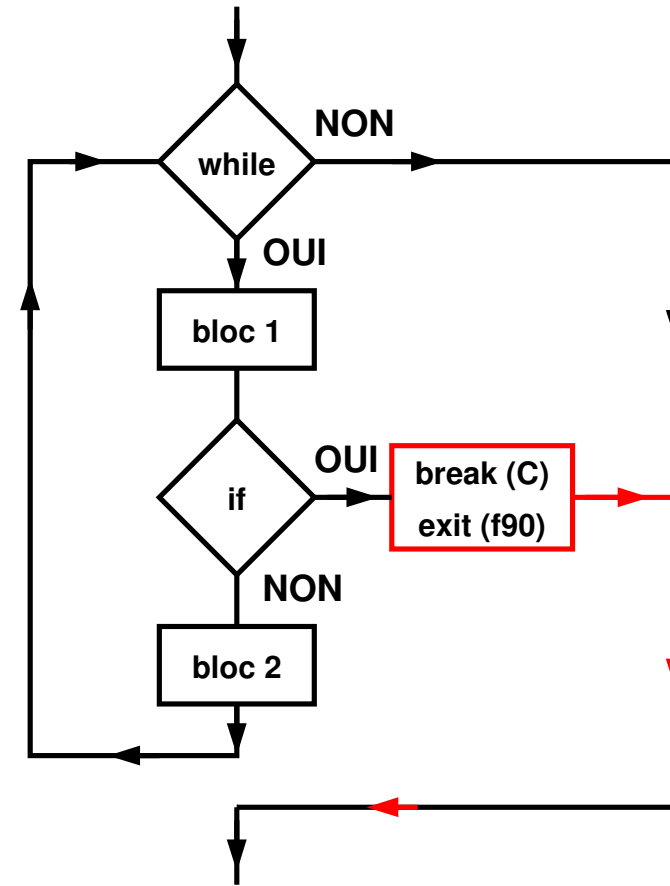 NON
while
OUI
bloc 1
OUI
break (C)
if
exit (f90)
NON
bloc 2